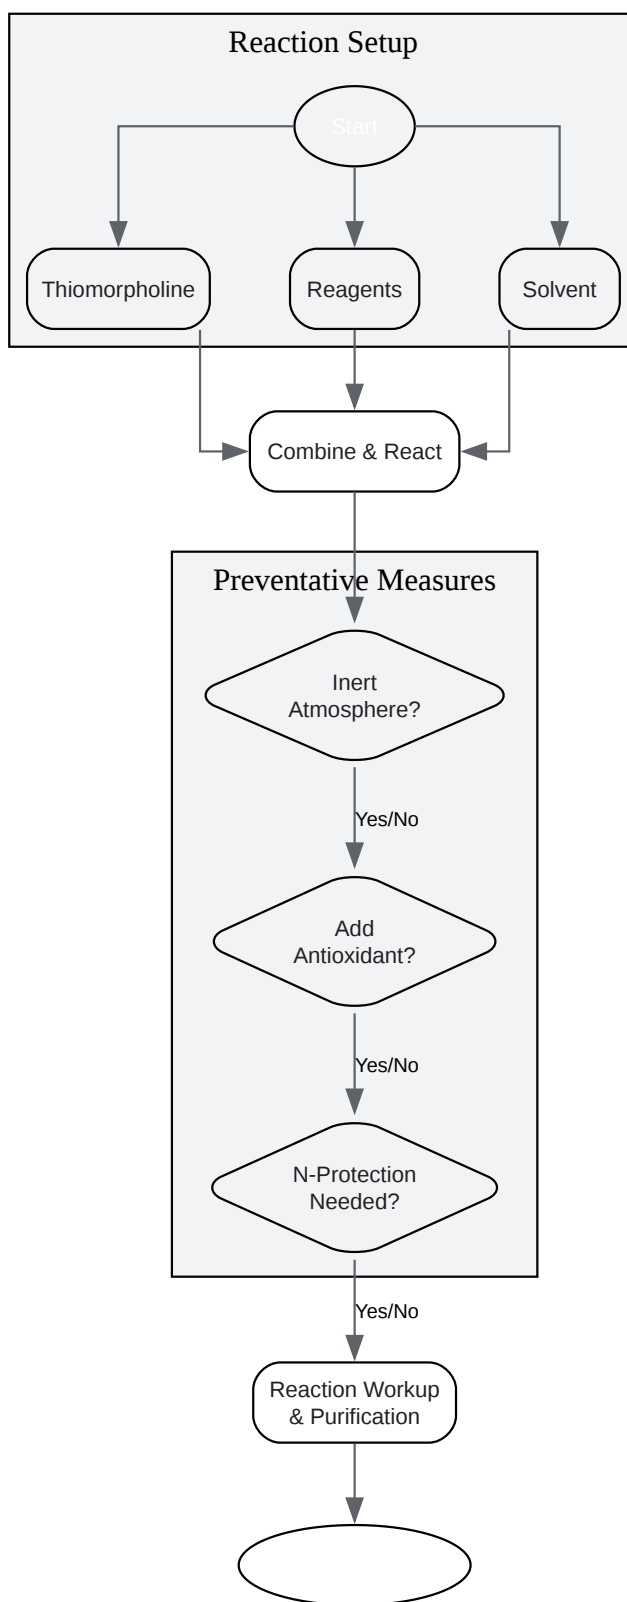 Reaction Setup
Start
Thiomorpholine
Reagents
Solvent
Combine & React
Preventative Measures
Inert
Atmosphere?
Yes/No
Add
Antioxidant?
Yes/No
N-Protection
Needed?
Yes/No
Reaction Workup
& Purification